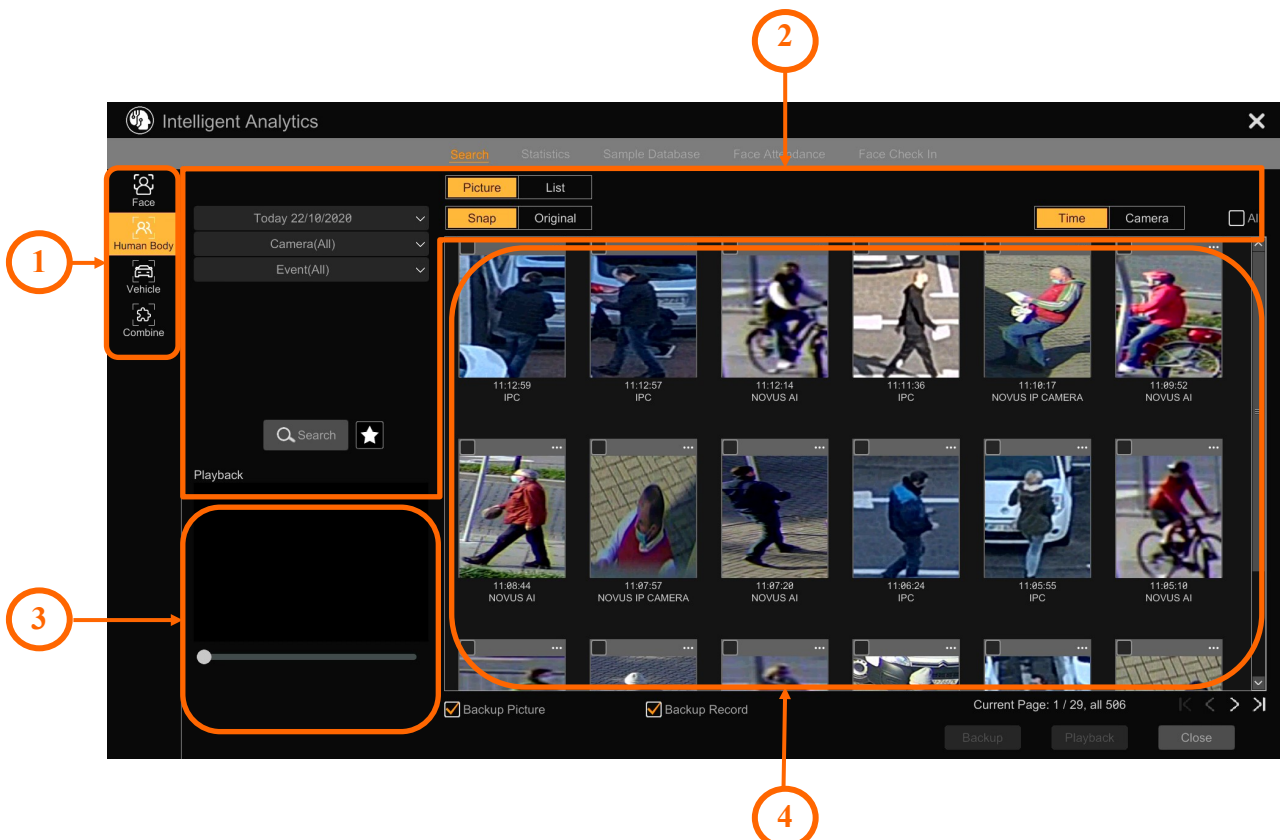 2
Intelligent Analytics
Search Statistics Sample Database Face Attendance Face Check In
Face
Picture List
Today 22/10/2020
Snap Original
Time Camera
Al
Human Body
Camera(All)
1
Event(All)
Vehicle
Combine
11:12:59 11:12:57 11:12:14 11:11:36 11:10:17 11:09:52
IPC IPC NOVUS AI IPC NOVUS IP CAMERA NOVUS AI
Search
Playback
11:08:44 11:07:57 11:07:20 11:06:24 11:05:55 11:05:10
NOVUS AI NOVUS IP CAMERA NOVUS AI IPC IPC NOVUS AI
3
Backup Picture Backup Record Current Page: 1 / 29, all 506
Backup Playback Close
4